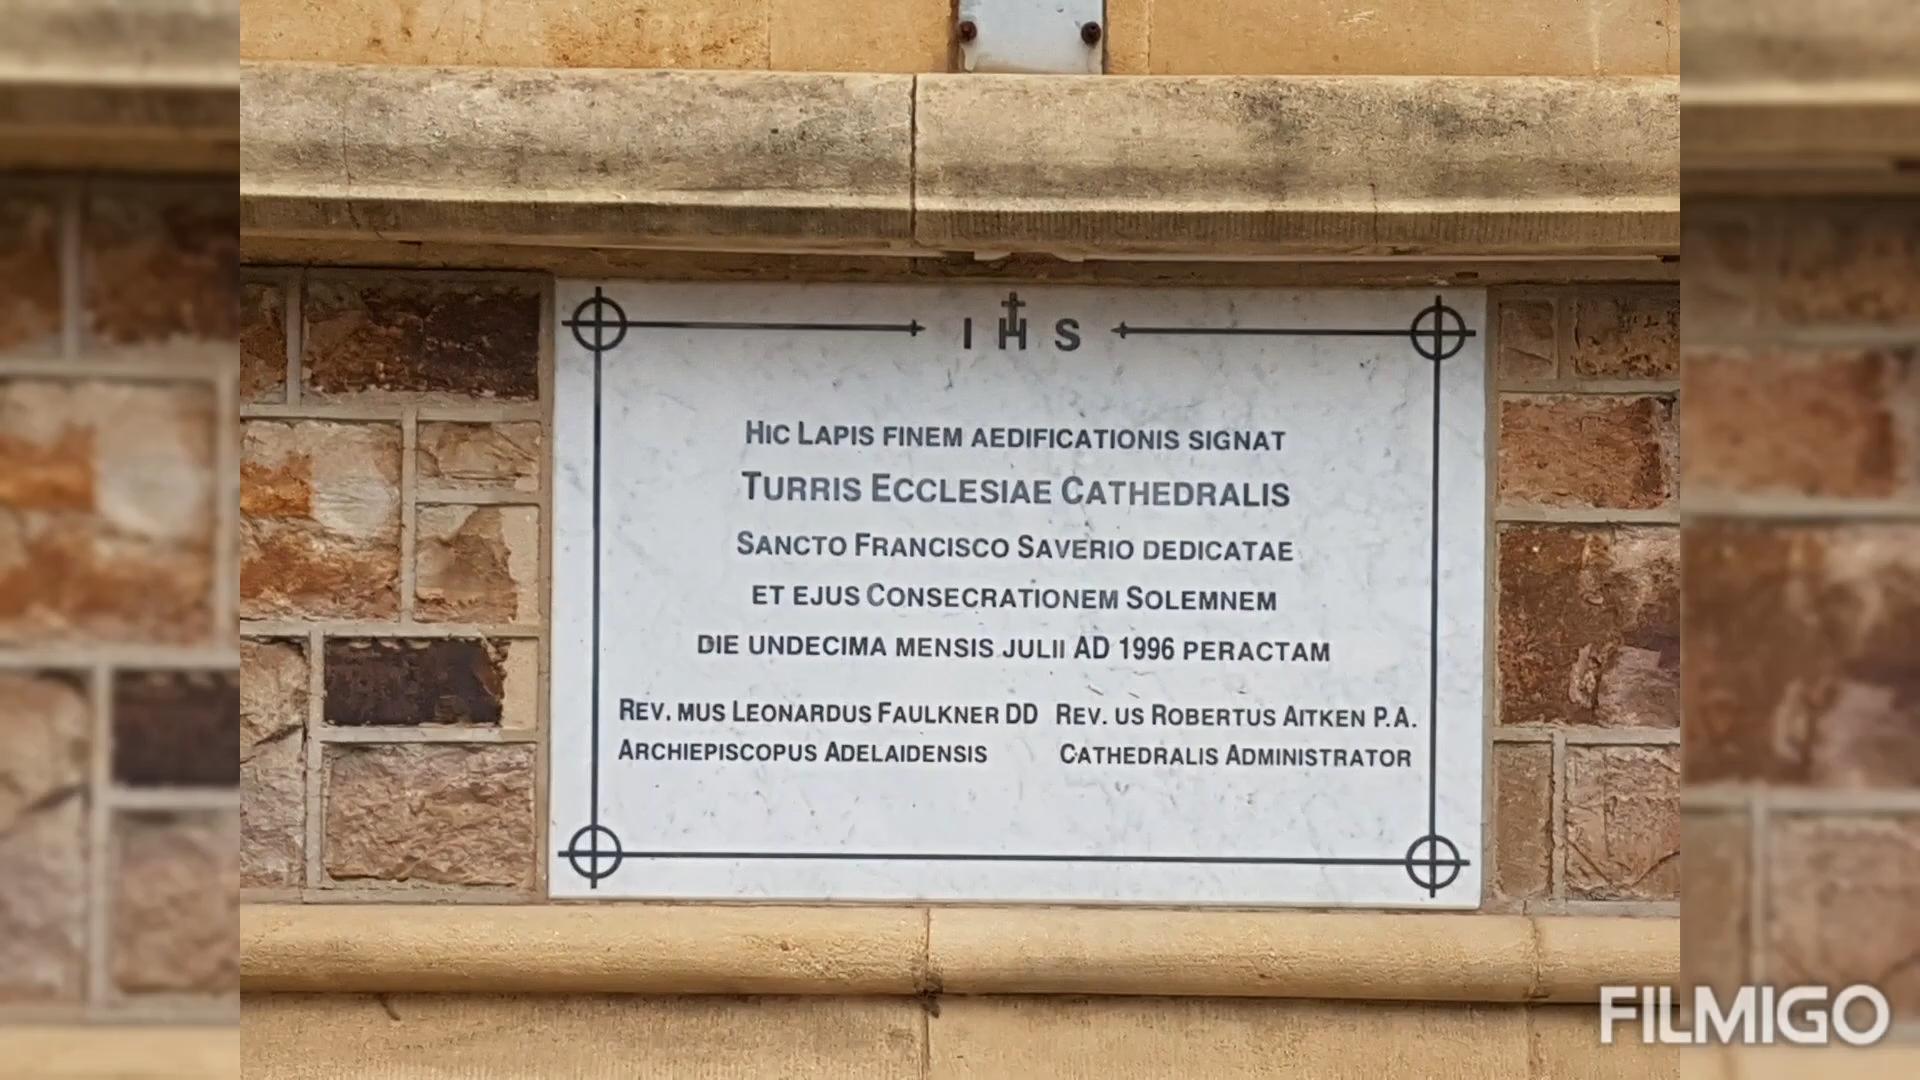 IHS
HIC LAPIS FINEM AEDIFICATIONIS SIGNAT
TURRIS ECCLESIAE CATHEDRALIS
SANCTO FRANCISCO SAVERIO DEDICATAE
ET EJUS CONSECRATIONEM SOLEMNEM
DIE UNDECIMA MENSIS JULII AD 1996 PERACTAM
REV. MUS LEONARDUS FAULKNER DD REV. US ROBERTUS AITKEN P.A.
ARCHIEPISCOPUS ADELAIDENSIS CATHEDRALIS ADMINISTRATOR
FILMIGO